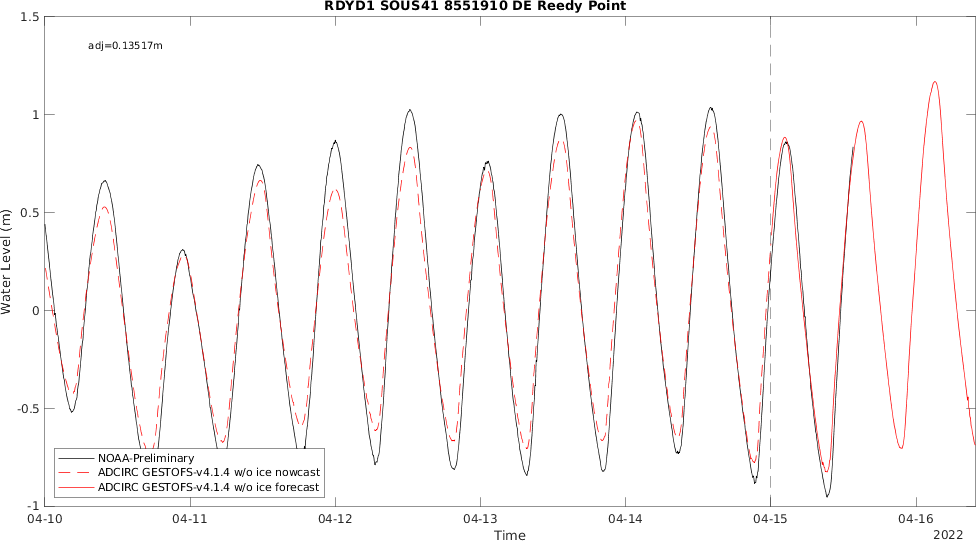 RDYD1 SOUS41 8551910 DE Reedy Point
1.5
adj=0.13517m
1
0.5
0
-0.5
-1
Water Level (m)
NOAA-Preliminary
ADCIRC GESTOFS-v4.1.4 w/o ice nowcast
ADCIRC GESTOFS-v4.1.4 w/o ice forecast
04-10 04-11 04-12 04-13 04-14 04-15 04-16
Time
2022